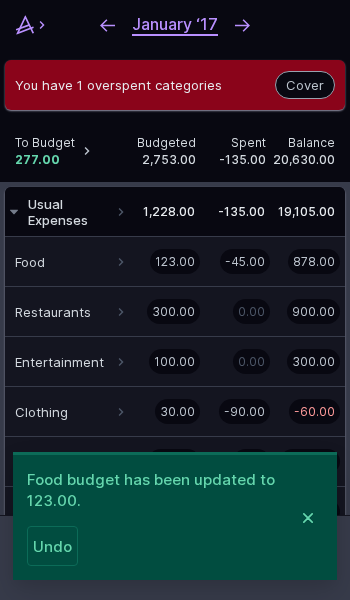 January ‘17
You have 1 overspent categories Cover
To Budget Budgeted Spent Balance
277.00 2,753.00 -135.00 20,630.00
Usual Expenses 1,228.00 -135.00 19,105.00
Food 123.00 -45.00 878.00
Restaurants 300.00 0.00 900.00
Entertainment 100.00 0.00 300.00
Clothing 30.00 -90.00 -60.00
Food budget has been updated to
123.00.
Undo